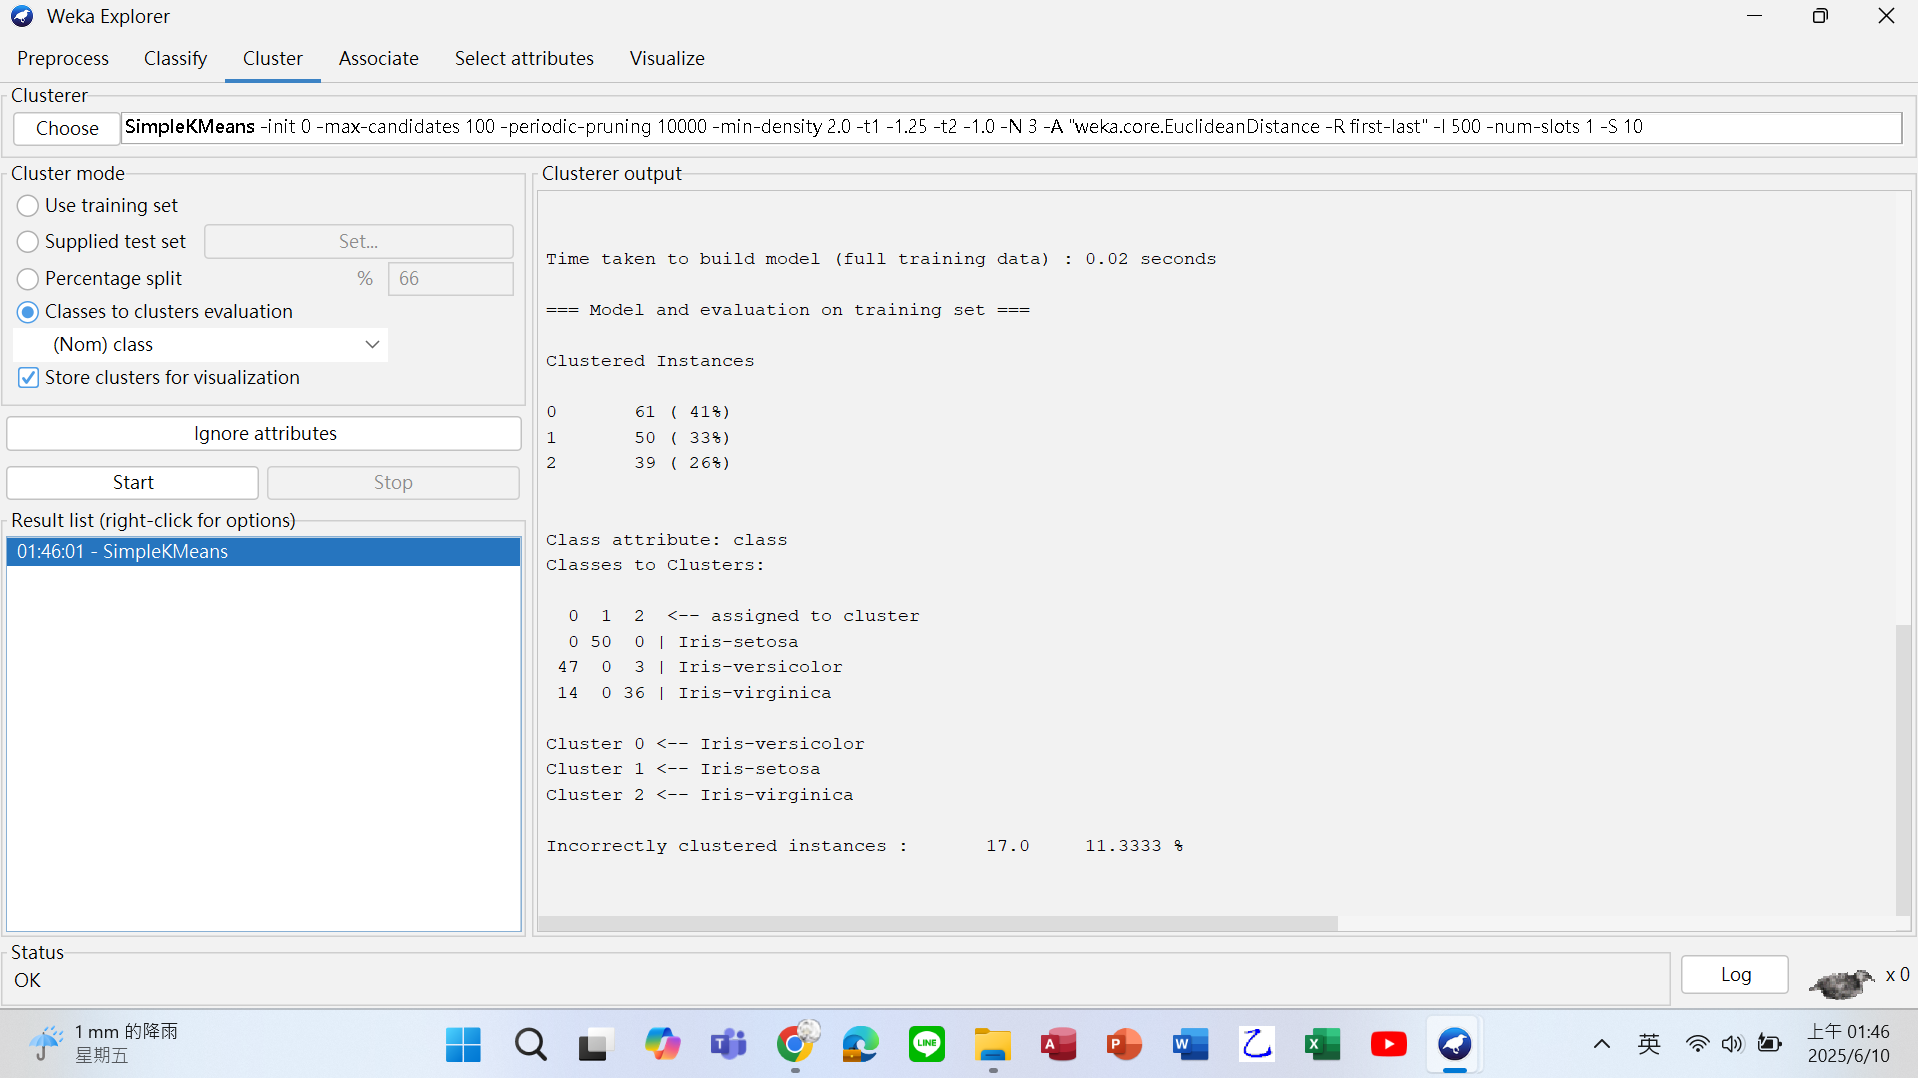 Weka Explorer
Preprocess Classify Cluster Associate Select attributes Visualize
Clusterer
Choose SimpleKMeans -init 0 -max-candidates 100 -periodic-pruning 10000 -min-density 2.0 -t1 -1.25 -t2 -1.0 -N 3 -A "weka.core.EuclideanDistance -R first-last" -I 500 -num-slots 1 -S 10
Cluster mode
Use training set
Supplied test set Set...
Percentage split % 66
Classes to clusters evaluation
(Nom) class
Store clusters for visualization
Ignore attributes
Start Stop
Result list (right-click for options)
01:46:01 - SimpleKMeans
Clusterer output
Time taken to build model (full training data) : 0.02 seconds
=== Model and evaluation on training set ===
Clustered Instances
0 61 ( 41%)
1 50 ( 33%)
2 39 ( 26%)
Class attribute: class
Classes to Clusters:
0 1 2 <-- assigned to cluster
0 50 0 | Iris-setosa
47 0 3 | Iris-versicolor
14 0 36 | Iris-virginica
Cluster 0 <-- Iris-versicolor
Cluster 1 <-- Iris-setosa
Cluster 2 <-- Iris-virginica
Incorrectly clustered instances : 17.0 11.3333 %
Status
OK
Log x 0
1 mm 的降雨
星期五
LINE
A
P
W
X
英
上午 01:46
2025/6/10